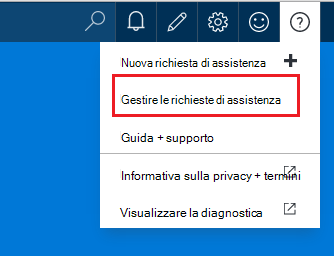 Nuova richiesta di assistenza
Gestire le richieste di assistenza
Guida + supporto
Informativa sulla privacy + termini
Visualizzare la diagnostica